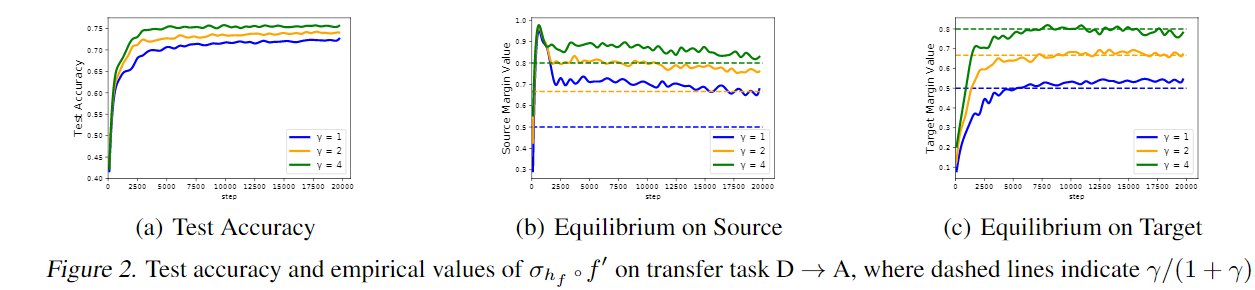 Test Accuracy
0.75
0.70
0.65
0.60
0.55
0.50
0.45
0.40
0 2500 5000 7500 10000 12500 15000 17500 20000
step
γ = 1
γ = 2
γ = 4
(a) Test Accuracy
Source Margin Value
1.0
0.9
0.8
0.7
0.6
0.5
0.4
0.3
0 2500 5000 7500 10000 12500 15000 17500 20000
step
γ = 1
γ = 2
γ = 4
(b) Equilibrium on Source
Target Margin Value
0.8
0.7
0.6
0.5
0.4
0.3
0.2
0.1
0 2500 5000 7500 10000 12500 15000 17500 20000
step
γ = 1
γ = 2
γ = 4
(c) Equilibrium on Target
Figure 2. Test accuracy and empirical values of σ_{h_f} ∘ f′ on transfer task D → A, where dashed lines indicate γ/(1 + γ)